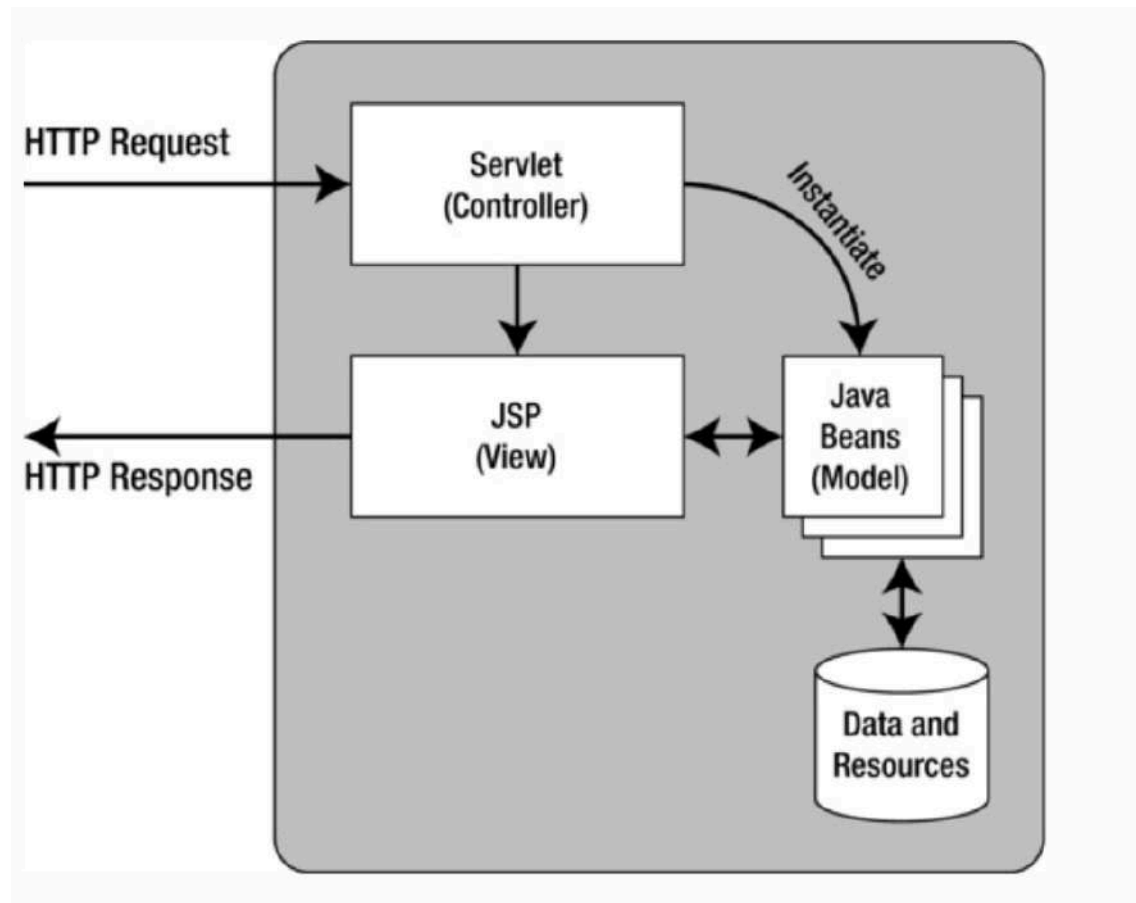 HTTP Request
Servlet
(Controller)
Instantiate
JSP
(View)
Java
Beans
(Model)
HTTP Response
Data and
Resources